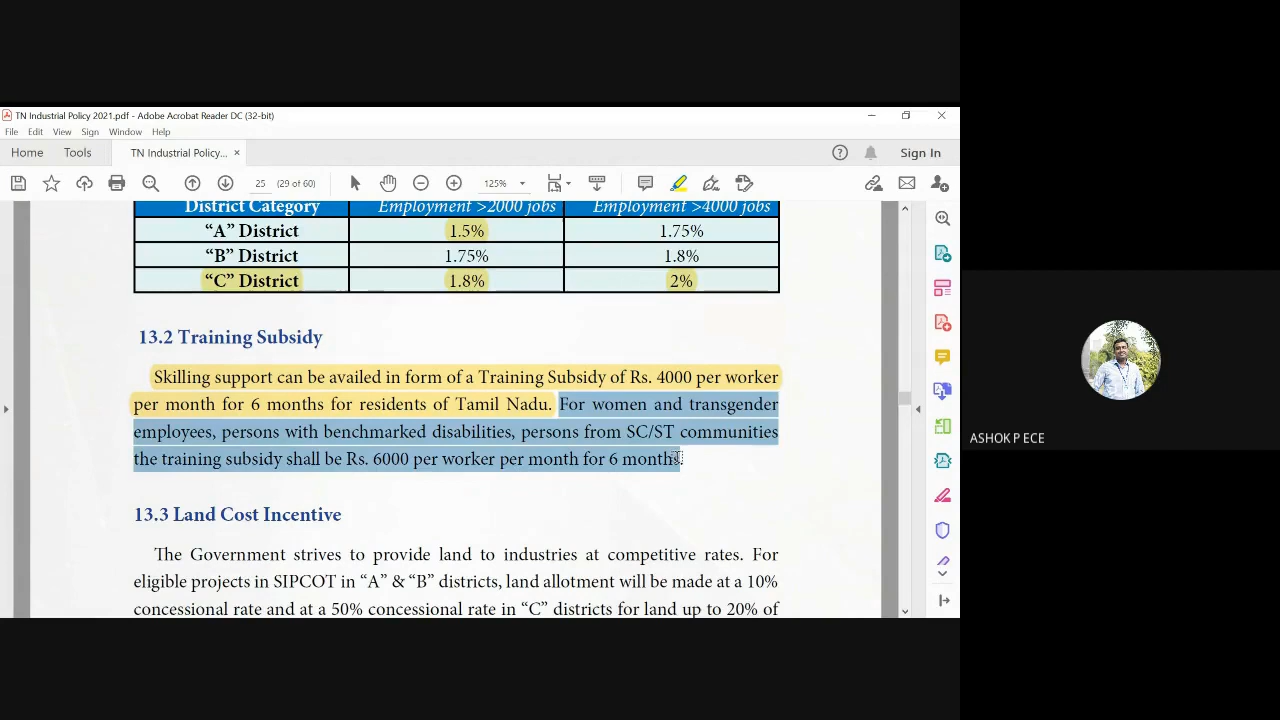 TN Industrial Policy 2021.pdf - Adobe Acrobat Reader DC (32-bit)
File Edit View Sign Window Help
Home Tools TN Industrial Policy... × Sign In
25 (29 of 60) 125%
District Category Employment >2000 jobs Employment >4000 jobs
“A” District 1.5% 1.75%
“B” District 1.75% 1.8%
“C” District 1.8% 2%
13.2 Training Subsidy
Skilling support can be availed in form of a Training Subsidy of Rs. 4000 per worker
per month for 6 months for residents of Tamil Nadu. For women and transgender
employees, persons with benchmarked disabilities, persons from SC/ST communities
the training subsidy shall be Rs. 6000 per worker per month for 6 months.
13.3 Land Cost Incentive
The Government strives to provide land to industries at competitive rates. For
eligible projects in SIPCOT in “A” & “B” districts, land allotment will be made at a 10%
concessional rate and at a 50% concessional rate in “C” districts for land up to 20% of
ASHOK P ECE